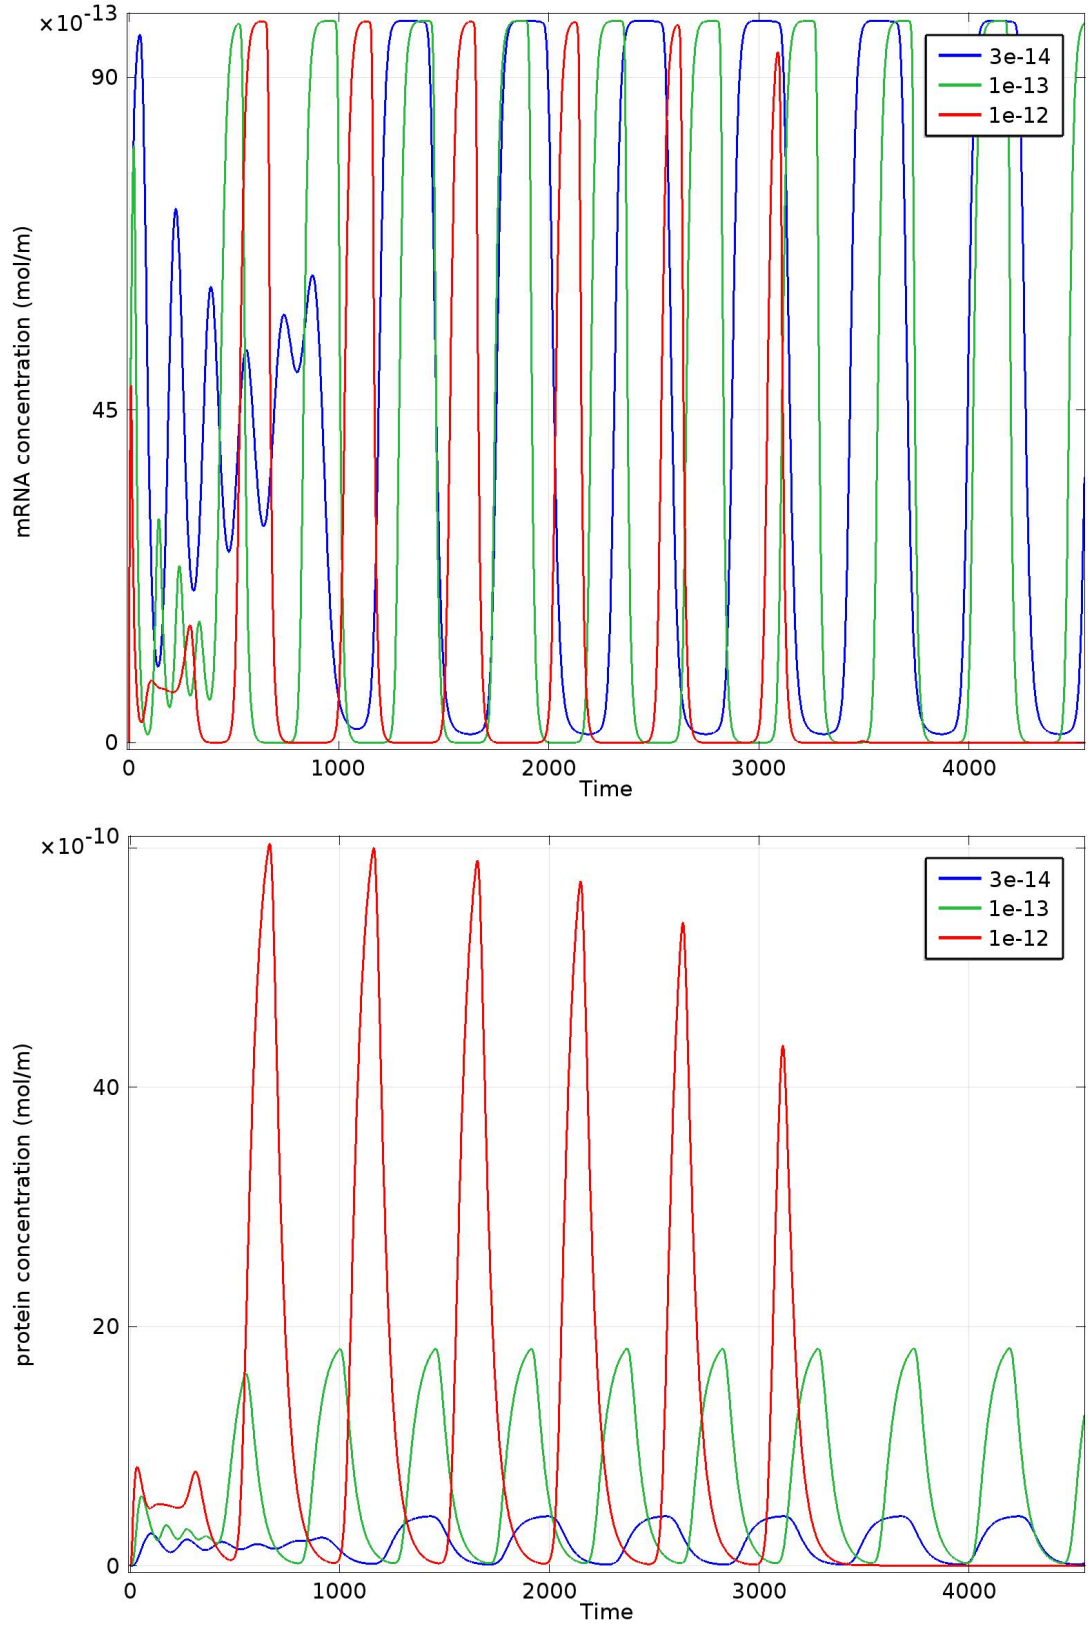 ×10⁻¹³
90
45
0
mRNA concentration (mol/m)
3e-14
1e-13
1e-12
0 1000 2000 3000 4000
Time
×10⁻¹⁰
40
20
0
protein concentration (mol/m)
3e-14
1e-13
1e-12
0 1000 2000 3000 4000
Time